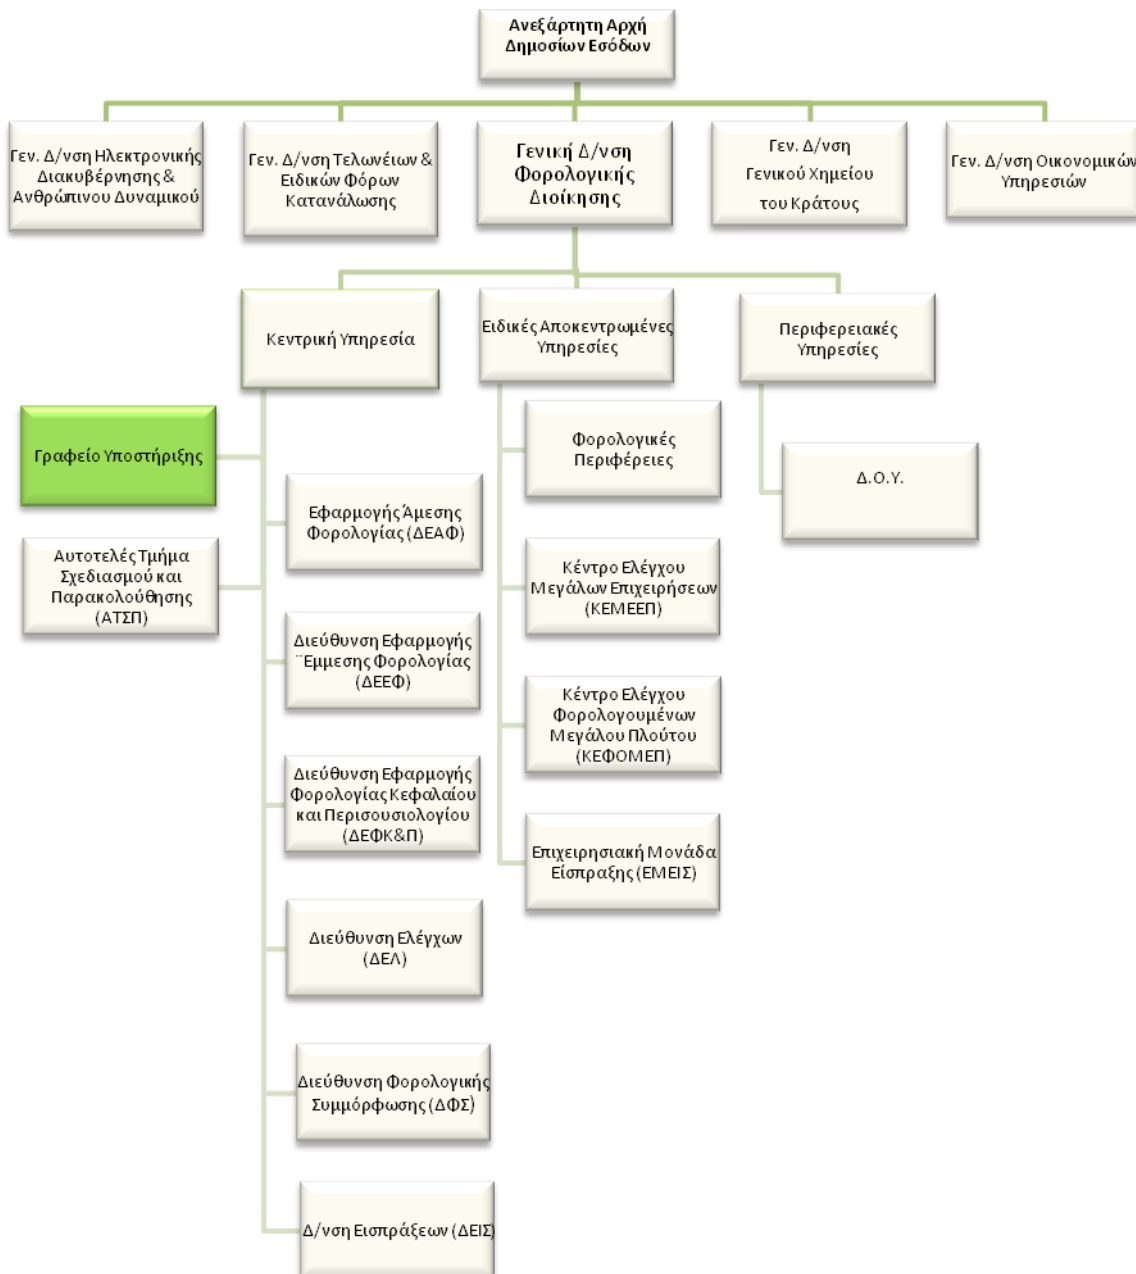 Ανεξάρτητη Αρχή
Δημοσίων Εσόδων
Γεν. Δ/νση Ηλεκτρονικής
Διακυβέρνησης &
Ανθρώπινου Δυναμικού
Γεν. Δ/νση Τελωνείων &
Ειδικών Φόρων
Κατανάλωσης
Γενική Δ/νση
Φορολογικής
Διοίκησης
Γεν. Δ/νση
Γενικού Χημείου
του Κράτους
Γεν. Δ/νση Οικονομικών
Υπηρεσιών
Κεντρική Υπηρεσία
Ειδικές Αποκεντρωμένες
Υπηρεσίες
Περιφερειακές
Υπηρεσίες
Γραφείο Υποστήριξης
Αυτοτελές Τμήμα
Σχεδιασμού και
Παρακολούθησης
(ΑΤΣΠ)
Εφαρμογής Άμεσης
Φορολογίας (ΔΕΑΦ)
Διεύθυνση Εφαρμογής
¨Εμμεσης Φορολογίας
(ΔΕΕΦ)
Διεύθυνση Εφαρμογής
Φορολογίας Κεφαλαίου
και Περισουσιολογίου
(ΔΕΦΚ&Π)
Διεύθυνση Ελέγχων
(ΔΕΛ)
Διεύθυνση Φορολογικής
Συμμόρφωσης (ΔΦΣ)
Δ/νση Εισπράξεων (ΔΕΙΣ)
Φορολογικές
Περιφέρειες
Κέντρο Ελέγχου
Μεγάλων Επιχειρήσεων
(ΚΕΜΕΕΠ)
Κέντρο Ελέγχου
Φορολογουμένων
Μεγάλου Πλούτου
(ΚΕΦΟΜΕΠ)
Επιχειρησιακή Μονάδα
Είσπραξης (ΕΜΕΙΣ)
Δ.Ο.Υ.